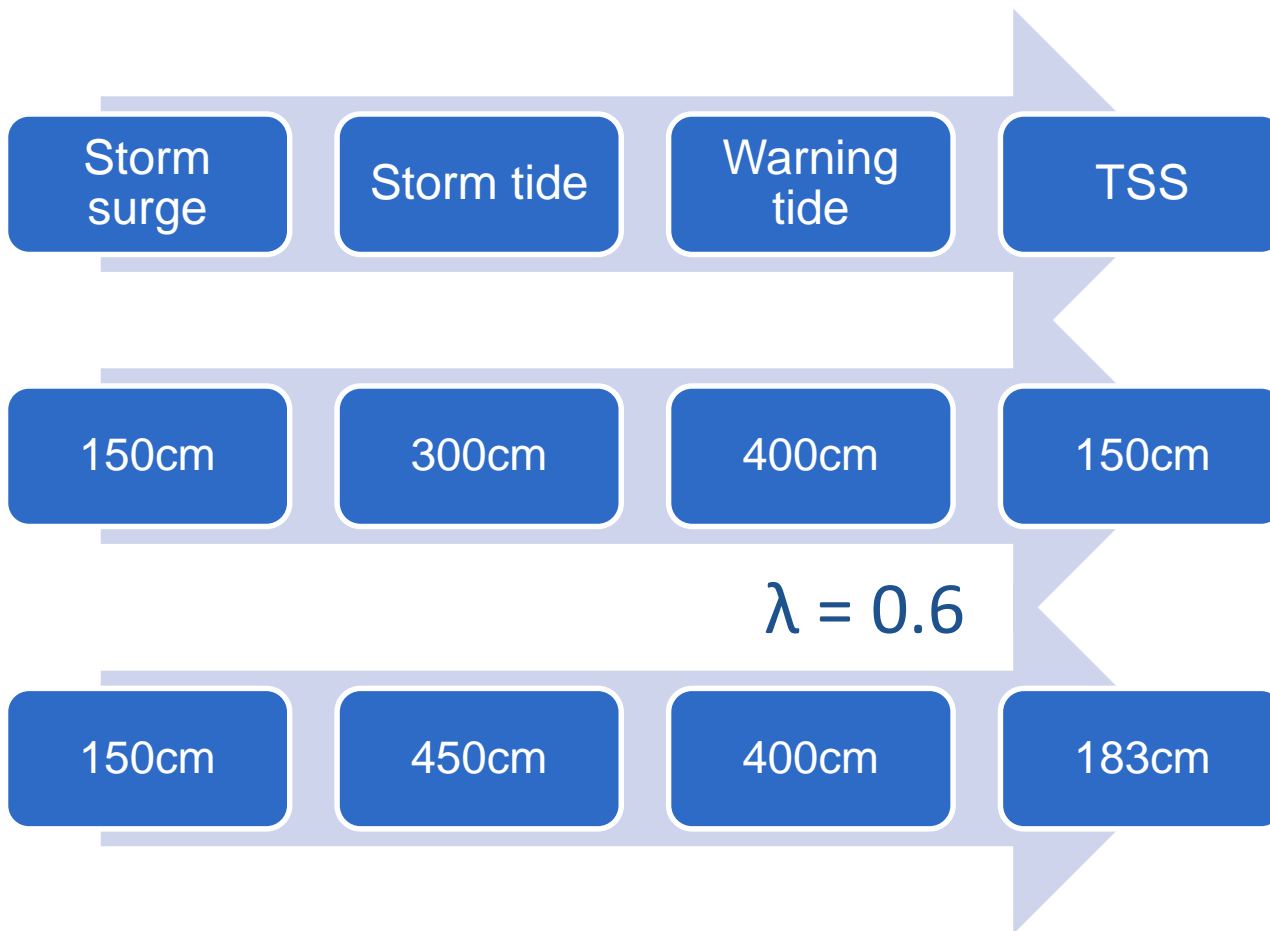 Storm
surge
Storm tide
Warning
tide
TSS
150cm
300cm
400cm
150cm
λ = 0.6
150cm
450cm
400cm
183cm